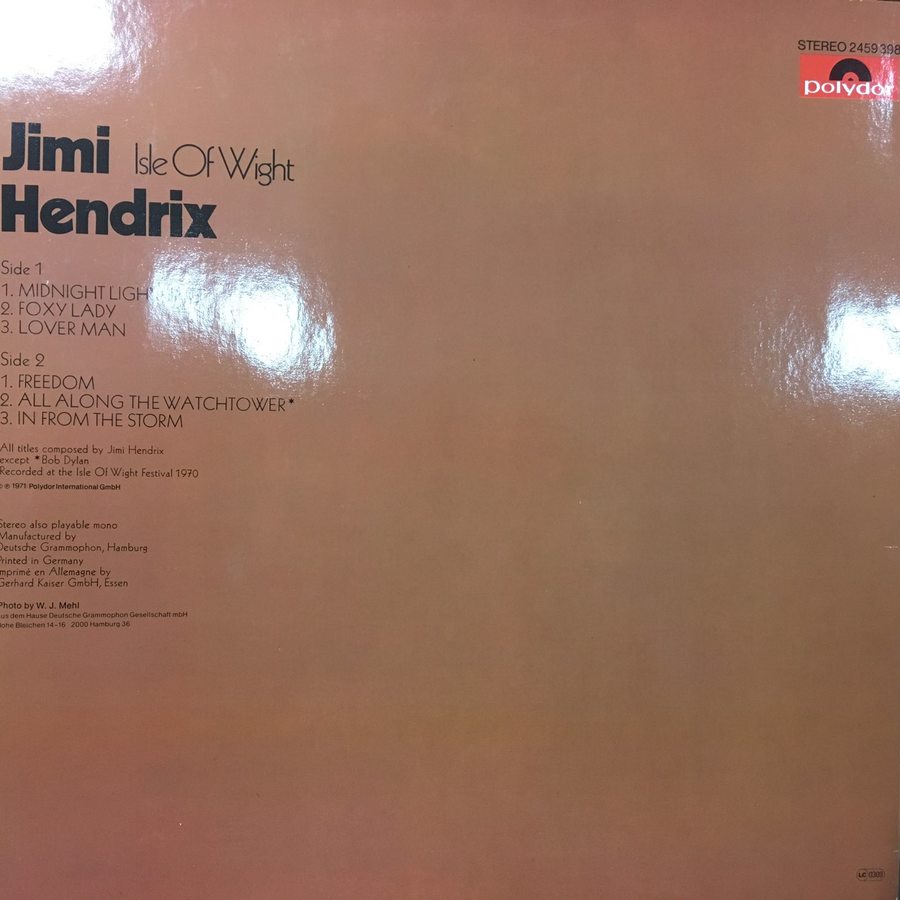 STEREO 2459 398
polydor
Jimi Isle Of Wight
Hendrix
Side 1
1. MIDNIGHT LIGH
2. FOXY LADY
3. LOVER MAN
Side 2
1. FREEDOM
2. ALL ALONG THE WATCHTOWER*
3. IN FROM THE STORM
All titles composed by Jimi Hendrix
except *Bob Dylan
Recorded at the Isle Of Wight Festival 1970
© ℗ 1971 Polydor International GmbH
Stereo also playable mono
Manufactured by
Deutsche Grammophon, Hamburg
Printed in Germany
Imprimé en Allemagne by
Gerhard Kaiser GmbH, Essen
Photo by W. J. Mehl
aus dem Hause Deutsche Grammophon Gesellschaft mbH
Hohe Bleichen 14-16 2000 Hamburg 36
LC 0309